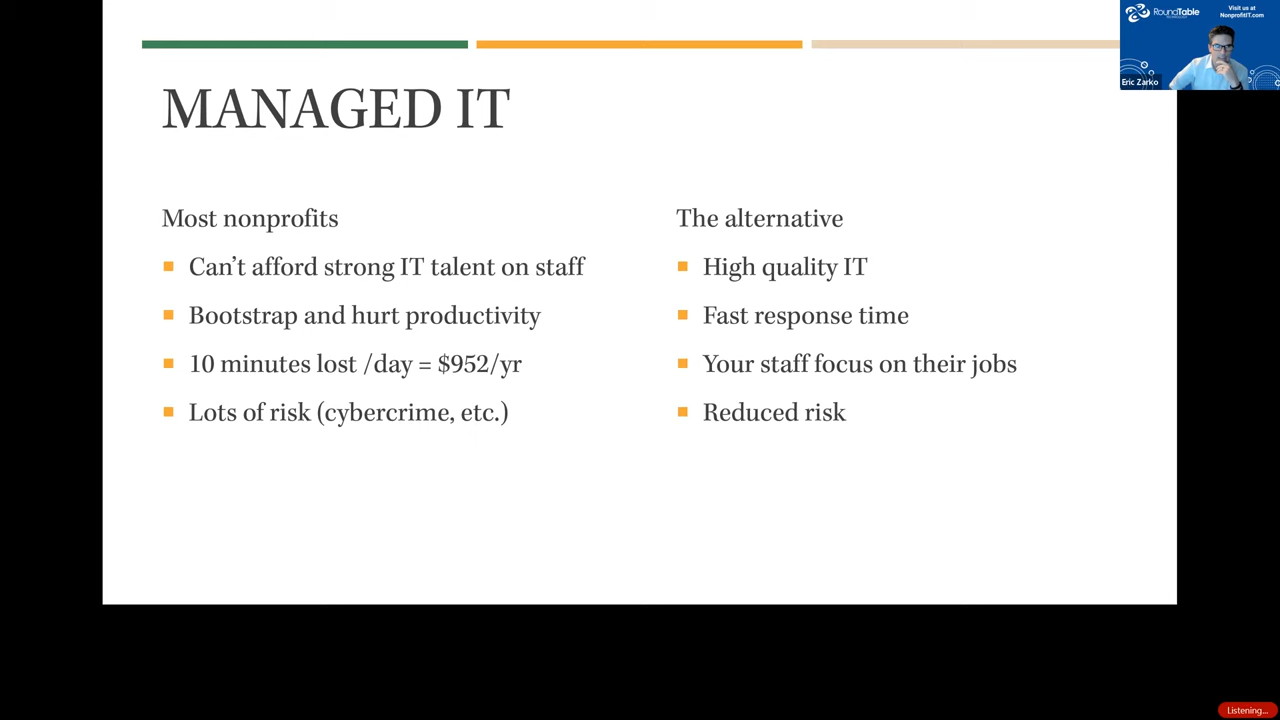 MANAGED IT
Most nonprofits
Can't afford strong IT talent on staff
Bootstrap and hurt productivity
10 minutes lost /day = $952/yr
Lots of risk (cybercrime, etc.)
The alternative
High quality IT
Fast response time
Your staff focus on their jobs
Reduced risk
RoundTable
TECHNOLOGY
Visit us at
NonprofitIT.com
Eric Zarko
Listening...